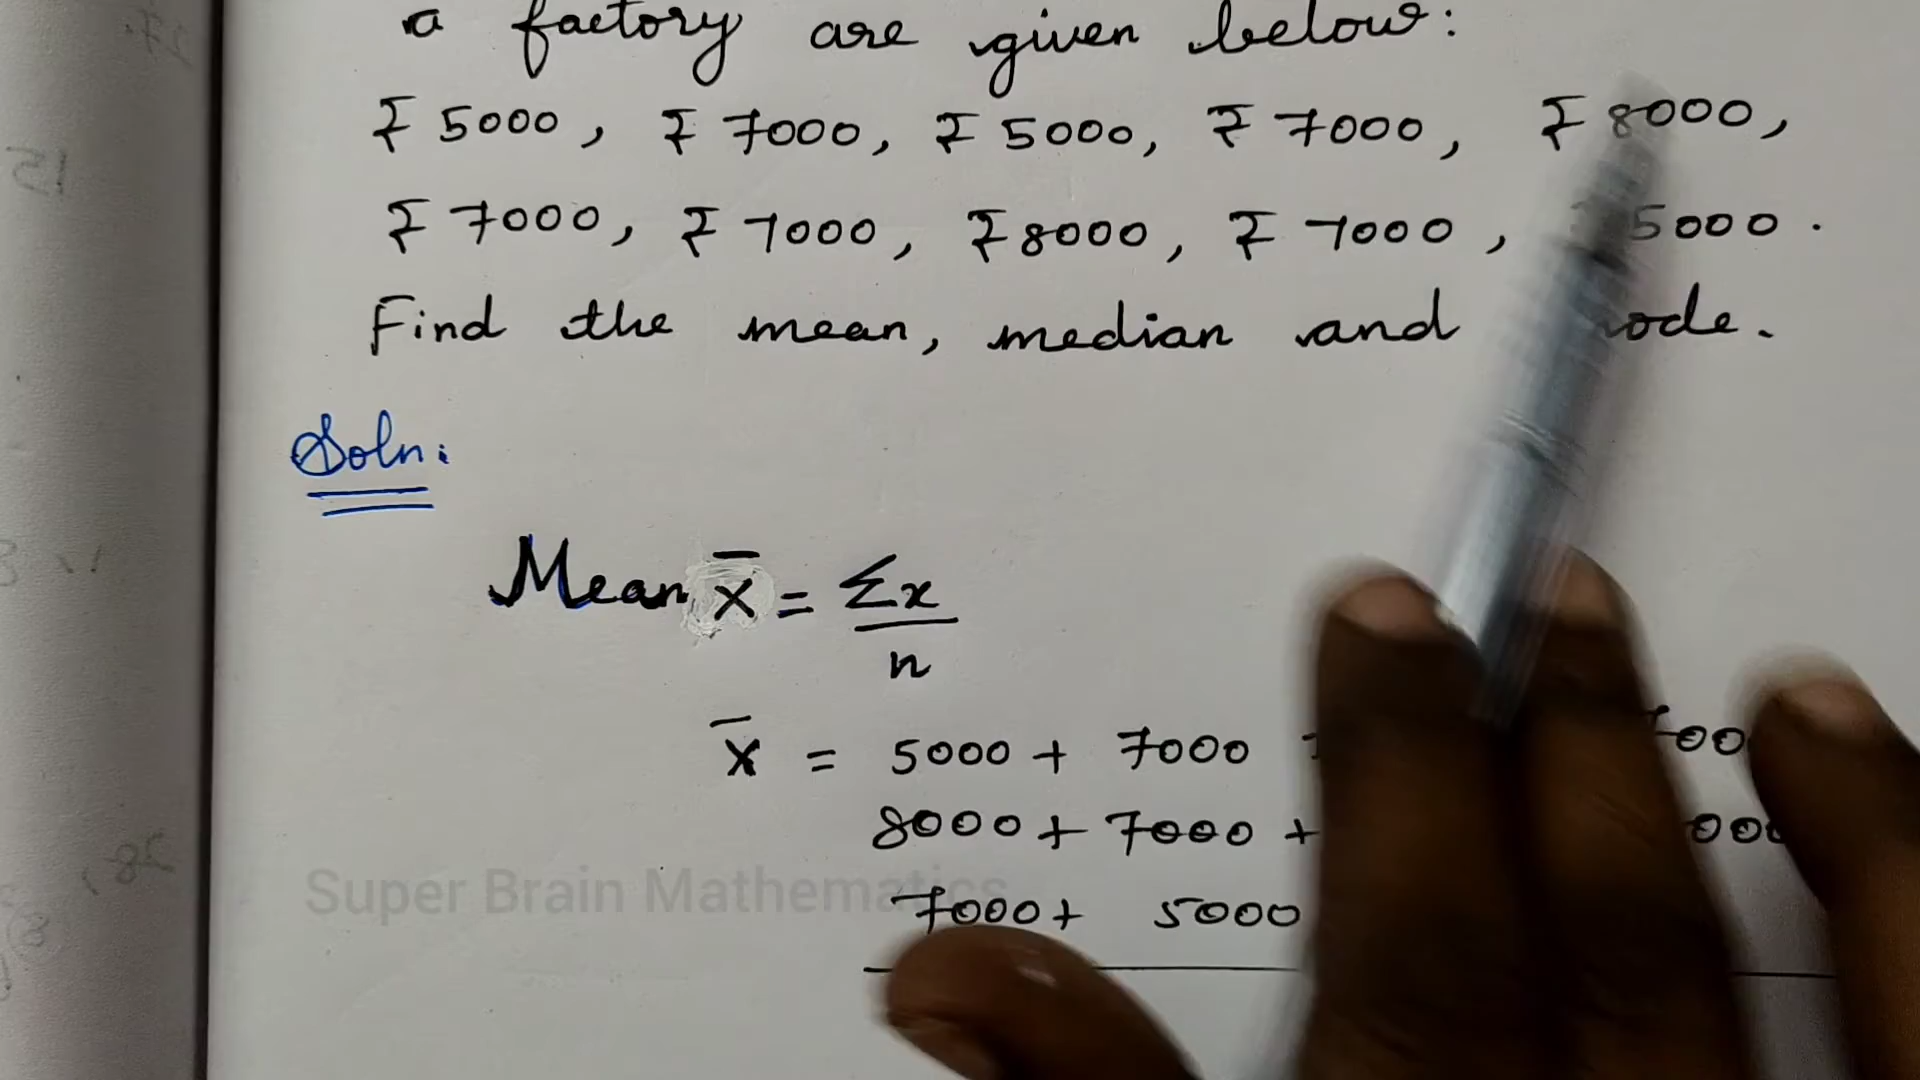 a factory are given below:
₹ 5000, ₹ 7000, ₹ 5000, ₹ 7000, ₹ 8000,
₹ 7000, ₹ 7000, ₹ 8000, ₹ 7000, 5000.
Find the mean, median and
Soln:
Mean x̄ = Σx
n
x̄ = 5000 + 7000
8000 + 7000 +
Super Brain Mathematics
7000 + 5000